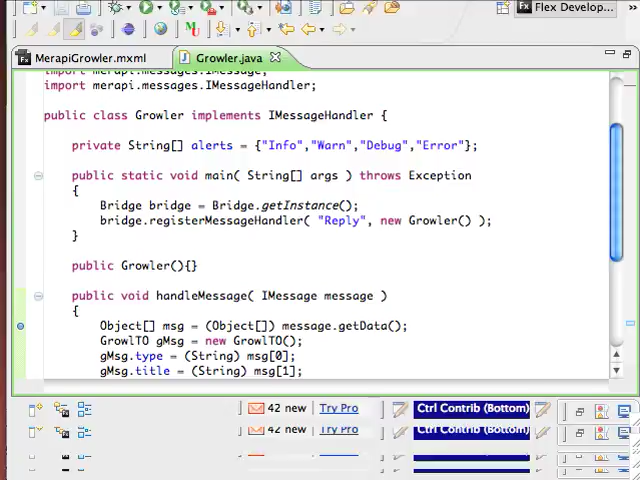 Flex Develop...
MerapiGrowler.mxml
Growler.java
import merapi.messages.IMessage;
import merapi.messages.IMessageHandler;
public class Growler implements IMessageHandler {
private String[] alerts = {"Info","Warn","Debug","Error"};
public static void main( String[] args ) throws Exception
{
Bridge bridge = Bridge.getInstance();
bridge.registerMessageHandler( "Reply", new Growler() );
}
public Growler(){}
public void handleMessage( IMessage message )
{
Object[] msg = (Object[]) message.getData();
GrowlTO gMsg = new GrowlTO();
gMsg.type = (String) msg[0];
gMsg.title = (String) msg[1];
42 new Try Pro Ctrl Contrib (Bottom)
42 new Try Pro Ctrl Contrib (Bottom)